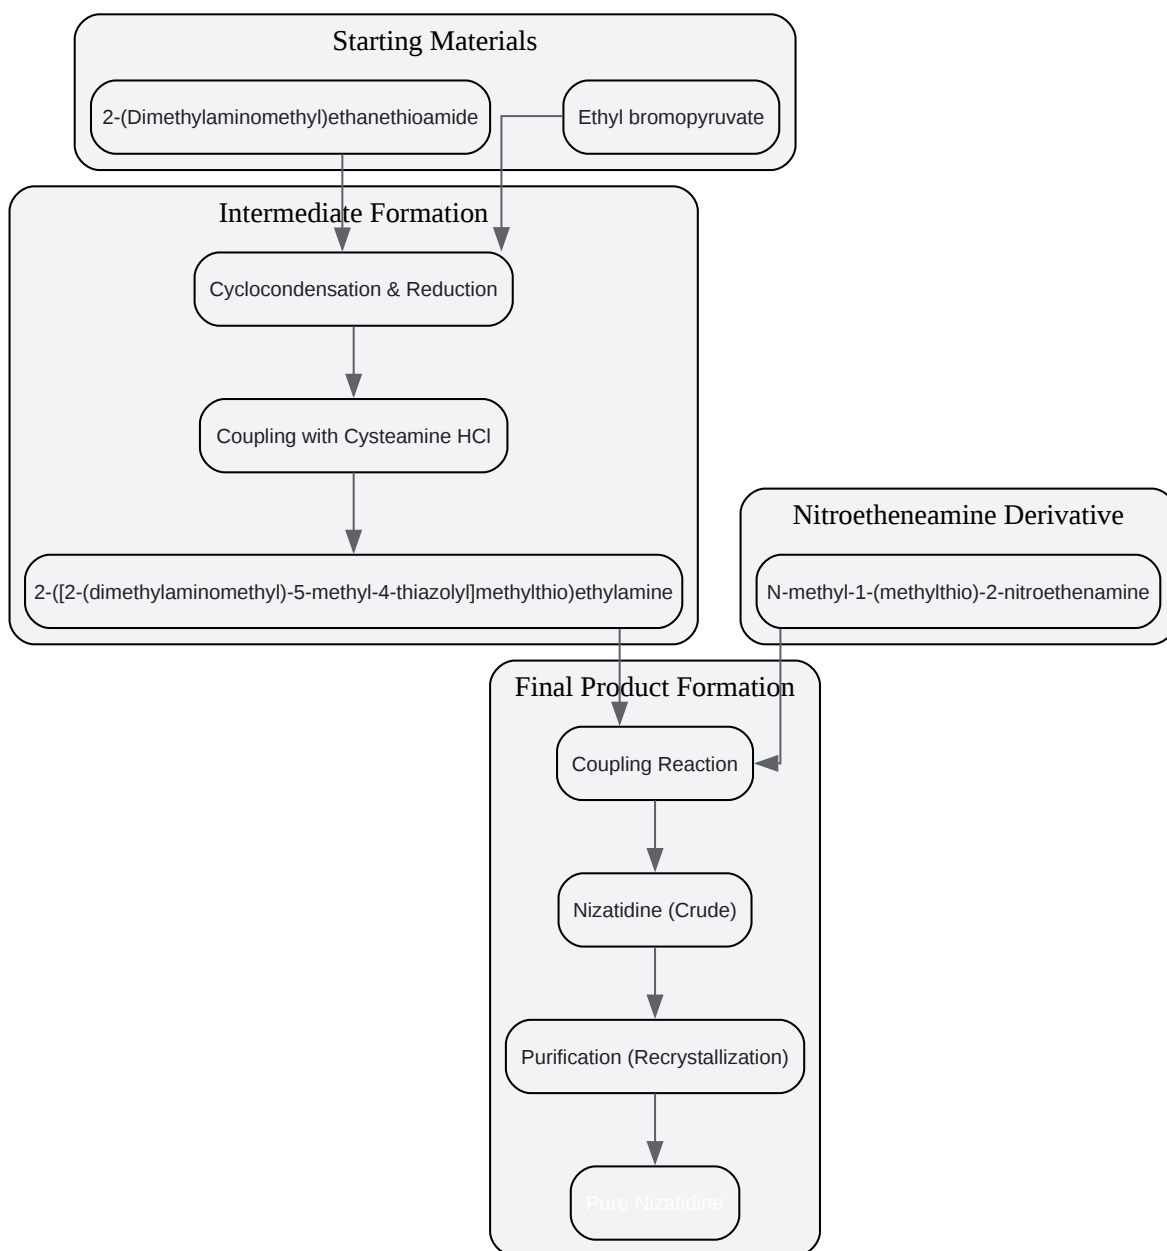 Starting Materials
2-(Dimethylaminomethyl)ethanethioamide
Ethyl bromopyruvate
Intermediate Formation
Cyclocondensation & Reduction
Coupling with Cysteamine HCl
2-([2-(dimethylaminomethyl)-5-methyl-4-thiazolyl]methylthio)ethylamine
Nitroetheneamine Derivative
N-methyl-1-(methylthio)-2-nitroethenamine
Final Product Formation
Coupling Reaction
Nizatidine (Crude)
Purification (Recrystallization)
Pure Nizatidine